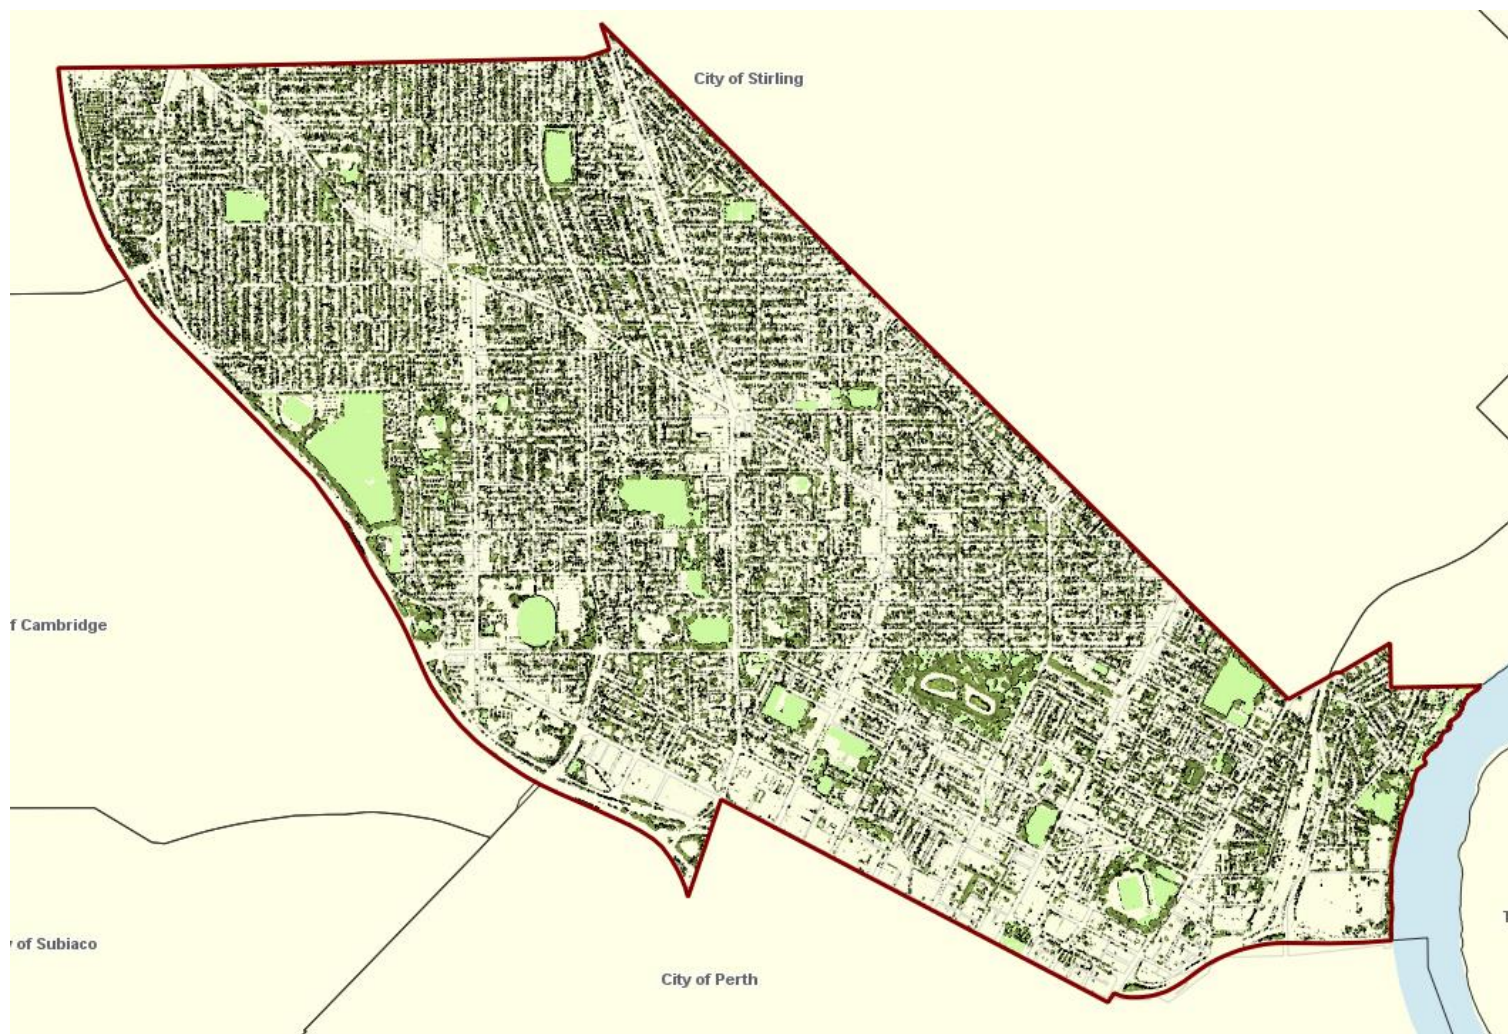 City of Stirling
f Cambridge
of Subiaco
City of Perth